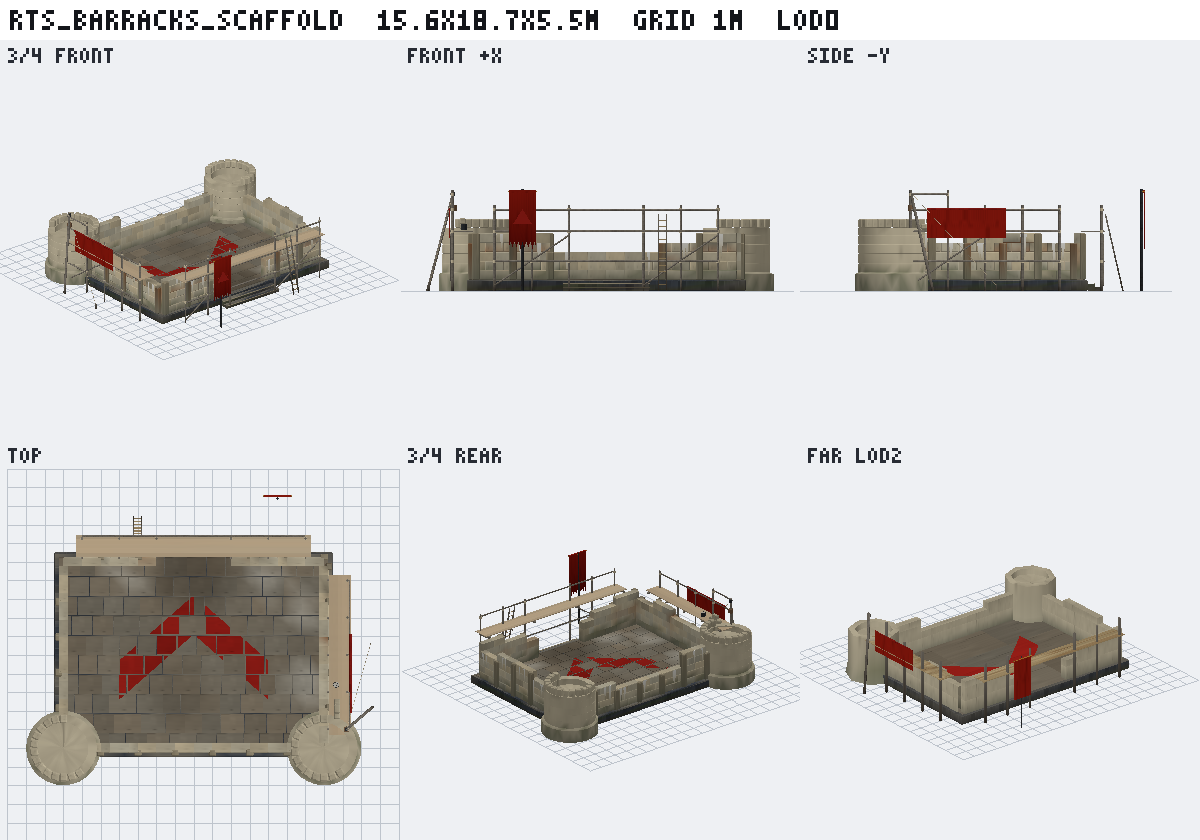 RTS_BARRACKS_SCAFFOLD 15.6X18.7X5.5M GRID 1M LOD0
3/4 FRONT
FRONT +X
SIDE -Y
TOP
3/4 REAR
FAR LOD2